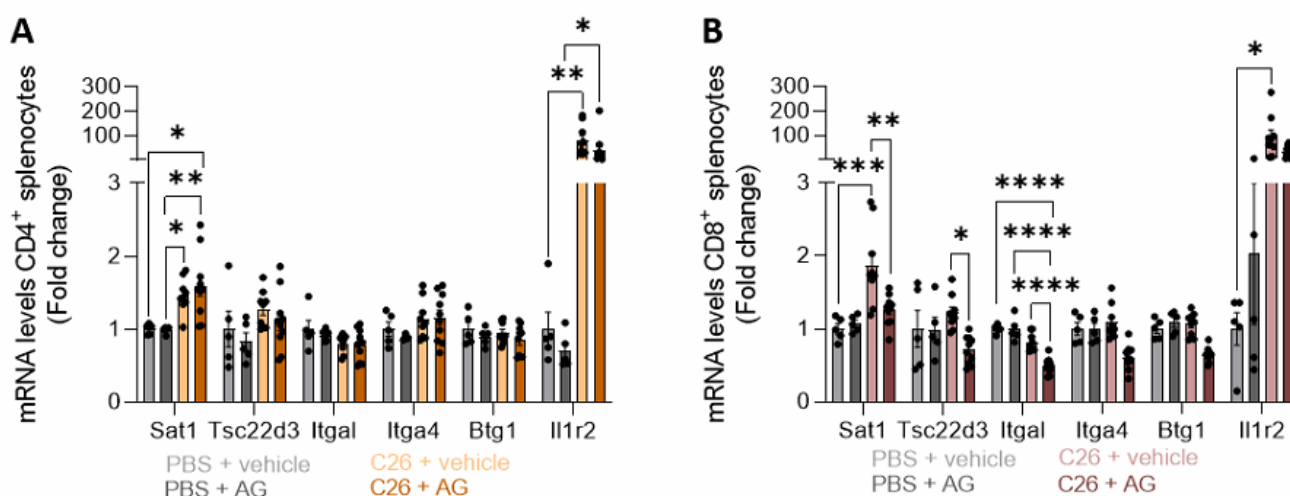 A
mRNA levels CD4+ splenocytes
(Fold change)
300
200
100
3
2
1
0
*
**
*
**
*
Sat1 Tsc22d3 Itgal Itga4 Btg1 Il1r2
PBS + vehicle C26 + vehicle
PBS + AG C26 + AG
B
mRNA levels CD8+ splenocytes
(Fold change)
300
200
100
3
2
1
0
***
**
*
****
****
****
*
Sat1 Tsc22d3 Itgal Itga4 Btg1 Il1r2
PBS + vehicle C26 + vehicle
PBS + AG C26 + AG